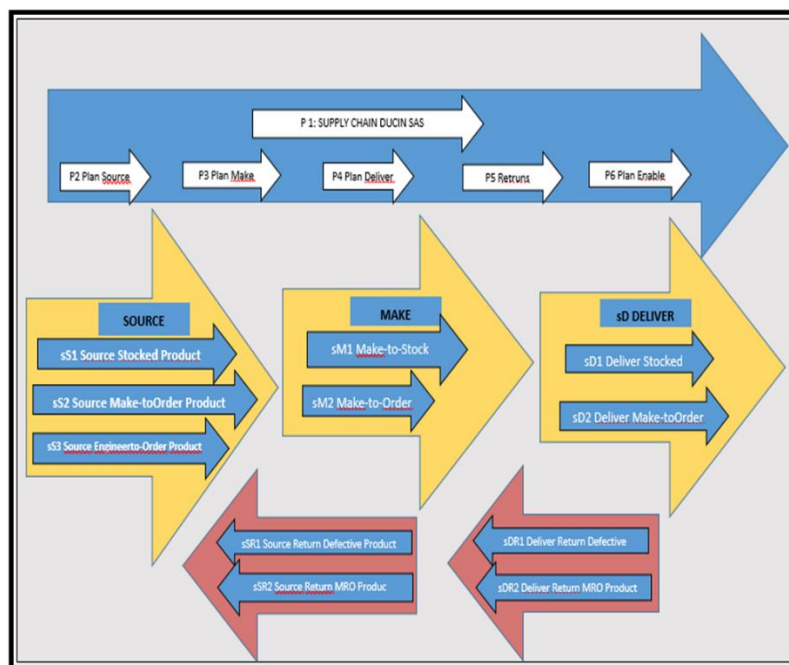 P 1: SUPPLY CHAIN DUCIN SAS
P2 Plan Source
P3 Plan Make
P4 Plan Deliver
P5 Retruns
P6 Plan Enable
SOURCE
sS1 Source Stocked Product
sS2 Source Make-toOrder Product
sS3 Source Engineerto-Order Product
MAKE
sM1 Make-to-Stock
sM2 Make-to-Order
sD DELIVER
sD1 Deliver Stocked
sD2 Deliver Make-toOrder
sSR1 Source Return Defective Product
sSR2 Source Return MRO Produc
sDR1 Deliver Return Defective
sDR2 Deliver Return MRO Product